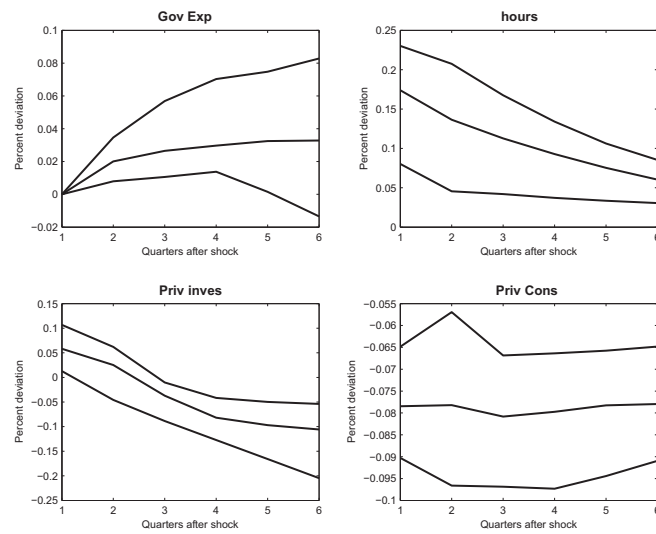 Gov Exp
0.1
0.08
0.06
0.04
0.02
0
−0.02
Percent deviation
1 2 3 4 5 6
Quarters after shock
hours
0.25
0.2
0.15
0.1
0.05
0
Percent deviation
1 2 3 4 5 6
Quarters after shock
Priv inves
0.15
0.1
0.05
0
−0.05
−0.1
−0.15
−0.2
−0.25
Percent deviation
1 2 3 4 5 6
Quarters after shock
Priv Cons
−0.055
−0.06
−0.065
−0.07
−0.075
−0.08
−0.085
−0.09
−0.095
−0.1
Percent deviation
1 2 3 4 5 6
Quarters after shock